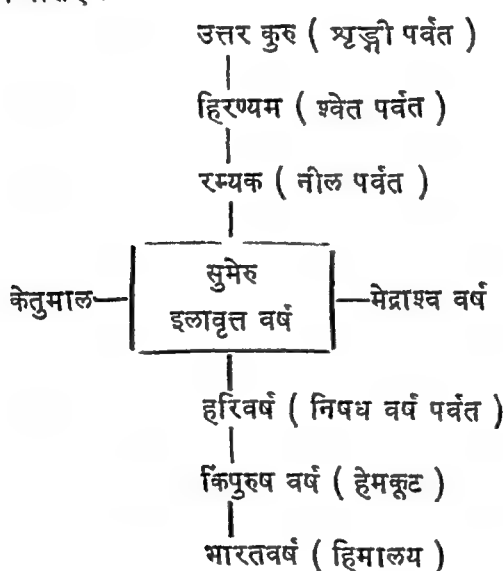 उत्तर कुरु ( शृङ्गी पर्वत )
हिरण्यम ( श्वेत पर्वत )
रम्यक ( नील पर्वत )
सुमेरु
केतुमाल
इलावृत्त वर्ष
मेद्राश्व वर्ष
हरिवर्ष ( निषध वर्ष पर्वत )
किंपुरुष वर्ष ( हेमकूट )
भारतवर्ष ( हिमालय )